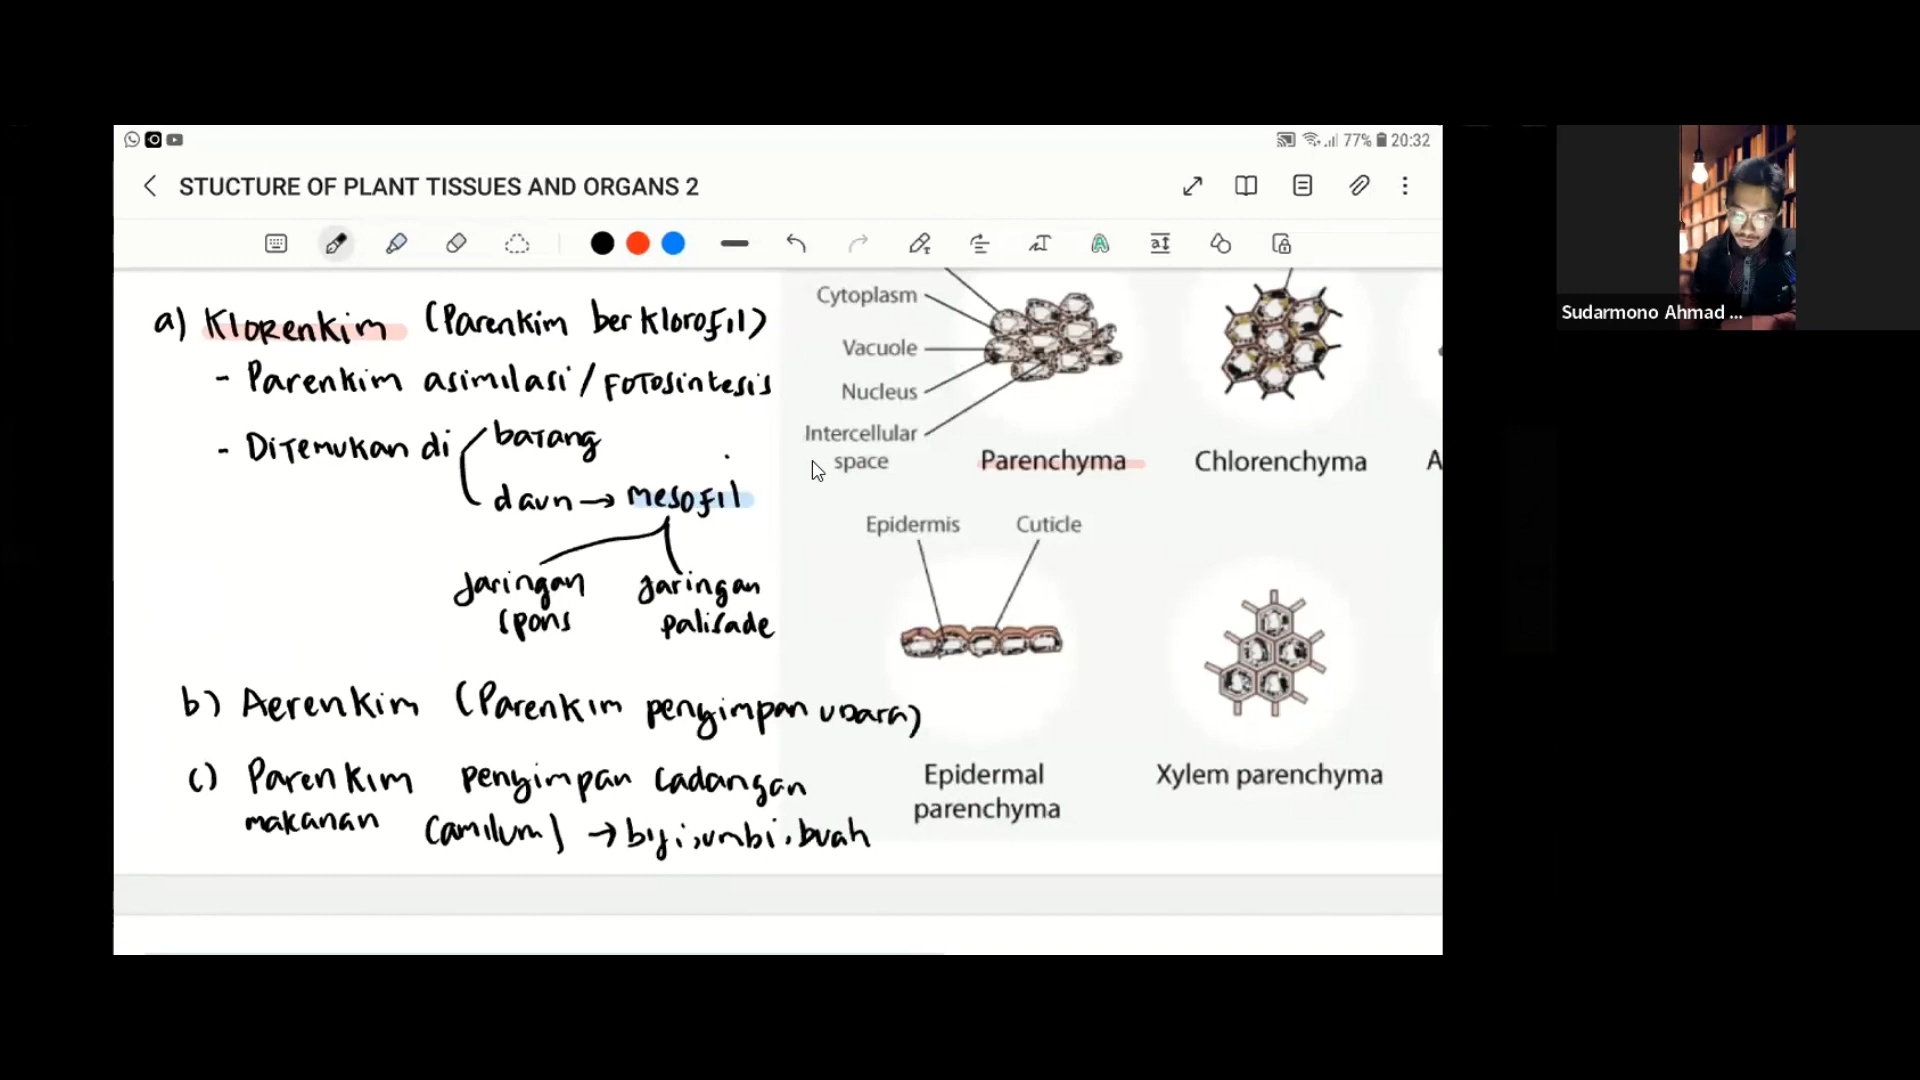 77% 20:32
STUCTURE OF PLANT TISSUES AND ORGANS 2
a) Klorenkim (Parenkim berklorofil)
- Parenkim asimilasi / Fotosintesis
- Ditemukan di batang
daun → mesofil
Jaringan spons
Jaringan palisade
b) Aerenkim (Parenkim penyimpan udara)
c) Parenkim penyimpan cadangan
makanan (amilum) → biji, umbi, buah
Cytoplasm
Vacuole
Nucleus
Intercellular
space
Parenchyma
Chlorenchyma
A
Epidermis
Cuticle
Epidermal
parenchyma
Xylem parenchyma
Sudarmono Ahmad ...